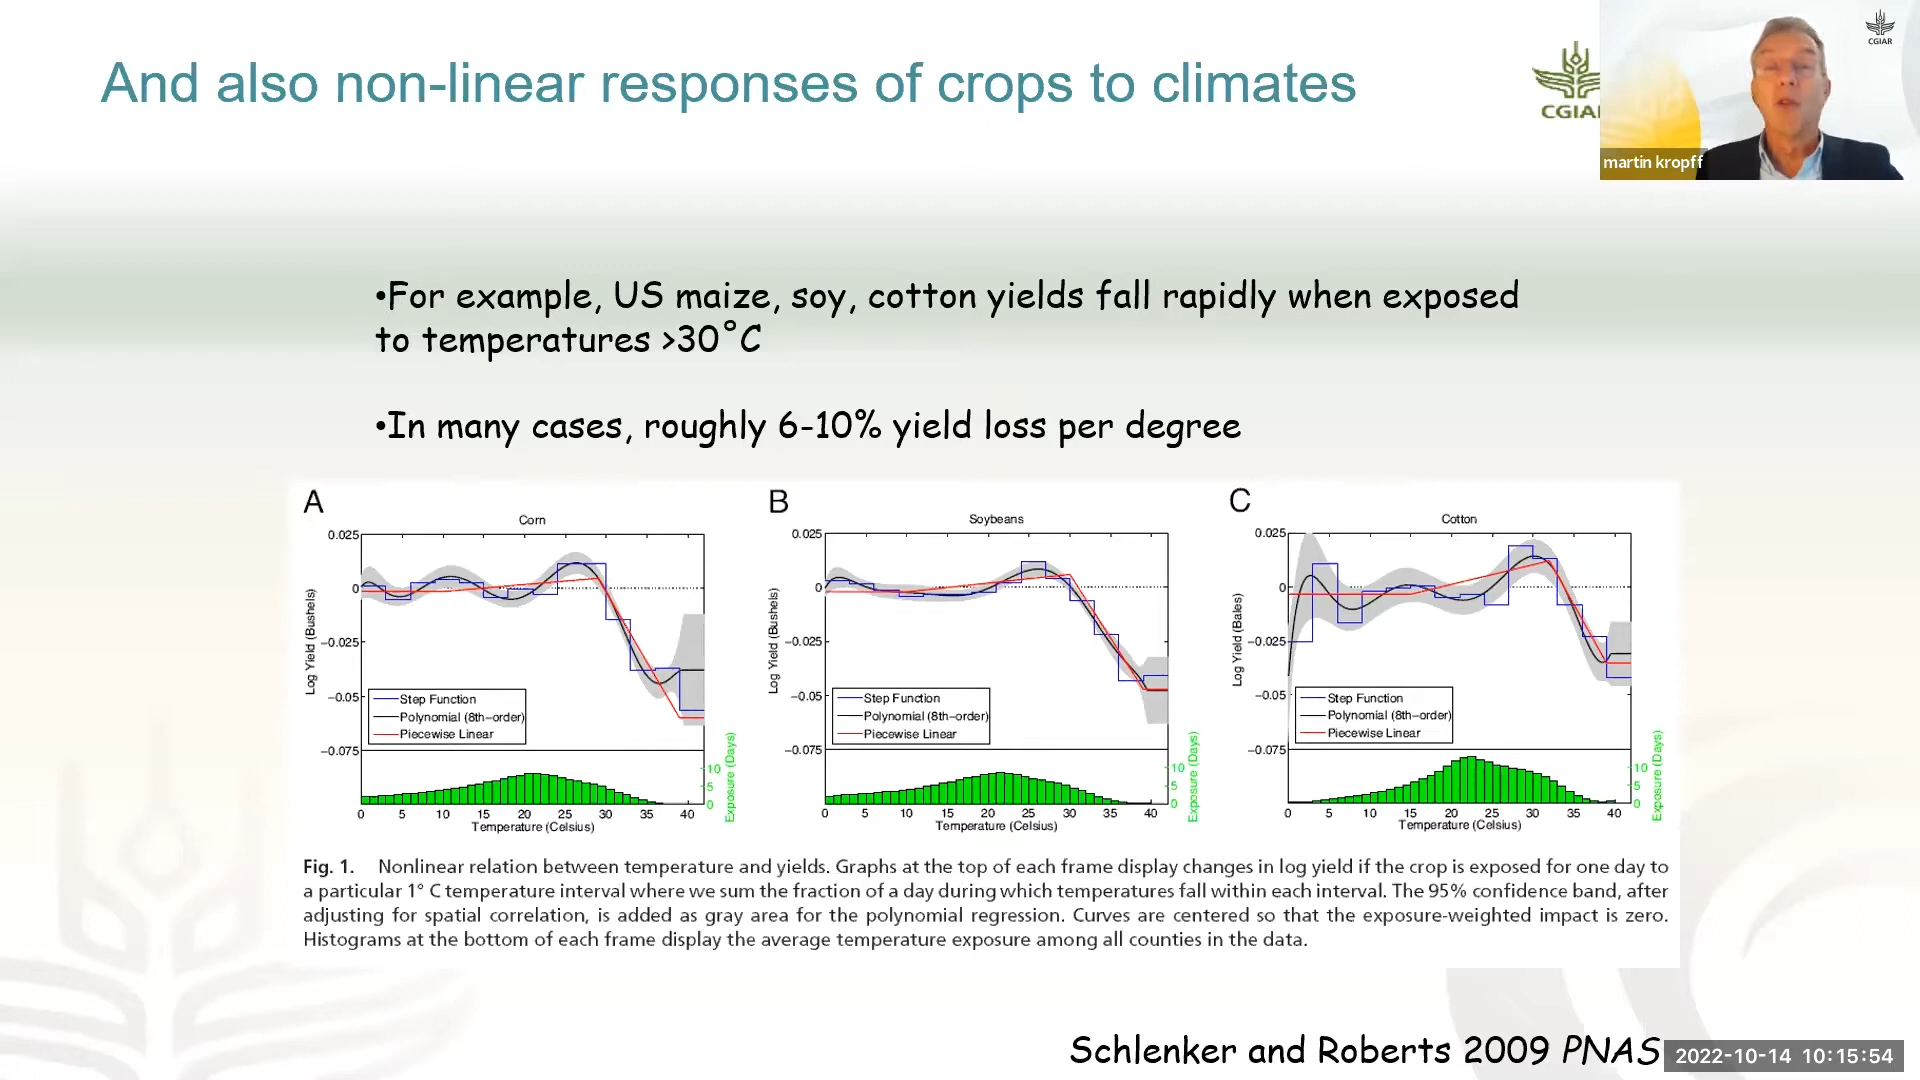 And also non-linear responses of crops to climates
CGIAR
CGIA
martin kropff
•For example, US maize, soy, cotton yields fall rapidly when exposed
to temperatures >30˚C
•In many cases, roughly 6-10% yield loss per degree
A
Corn
0.025
0
−0.025
−0.05
−0.075
Log Yield (Bushels)
Step Function
Polynomial (8th−order)
Piecewise Linear
10
5
0
Exposure (Days)
0 5 10 15 20 25 30 35 40
Temperature (Celsius)
B
Soybeans
0.025
0
−0.025
−0.05
−0.075
Log Yield (Bushels)
Step Function
Polynomial (8th−order)
Piecewise Linear
10
5
0
Exposure (Days)
0 5 10 15 20 25 30 35 40
Temperature (Celsius)
C
Cotton
0.025
0
−0.025
−0.05
−0.075
Log Yield (Bales)
Step Function
Polynomial (8th−order)
Piecewise Linear
10
5
0
Exposure (Days)
0 5 10 15 20 25 30 35 40
Temperature (Celsius)
Fig. 1. Nonlinear relation between temperature and yields. Graphs at the top of each frame display changes in log yield if the crop is exposed for one day to
a particular 1° C temperature interval where we sum the fraction of a day during which temperatures fall within each interval. The 95% confidence band, after
adjusting for spatial correlation, is added as gray area for the polynomial regression. Curves are centered so that the exposure-weighted impact is zero.
Histograms at the bottom of each frame display the average temperature exposure among all counties in the data.
Schlenker and Roberts 2009 PNAS
2022-10-14 10:15:54